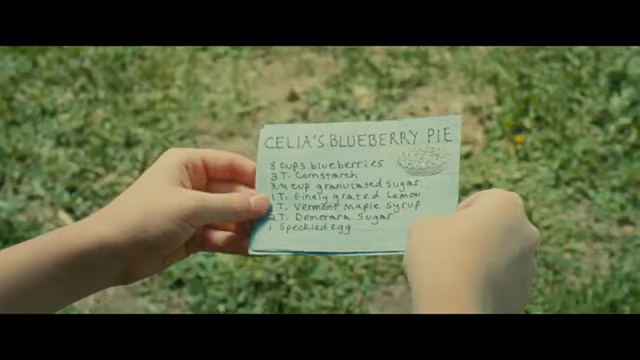 CELIA'S BLUEBERRY PIE
8 cups blueberries
3 T. Cornstarch
3/4 cup granulated Sugar
1 T. Finely grated Lemon
T. Vermont Maple Syrup
2 T. Demerara Sugar
1 Speckled egg